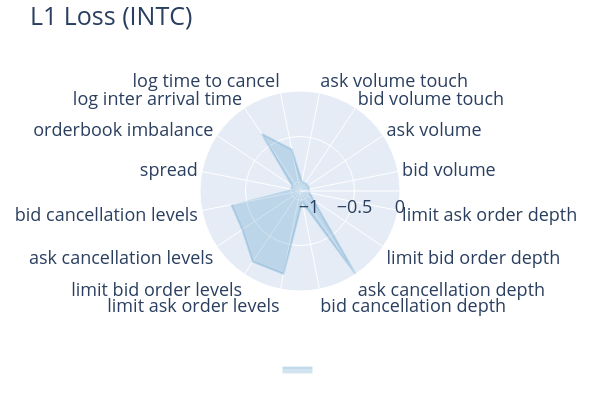 L1 Loss (INTC)
log time to cancel
ask volume touch
log inter arrival time
bid volume touch
orderbook imbalance
ask volume
spread
bid volume
−1
−0.5
0
bid cancellation levels
limit ask order depth
ask cancellation levels
limit bid order depth
limit bid order levels
ask cancellation depth
limit ask order levels
bid cancellation depth